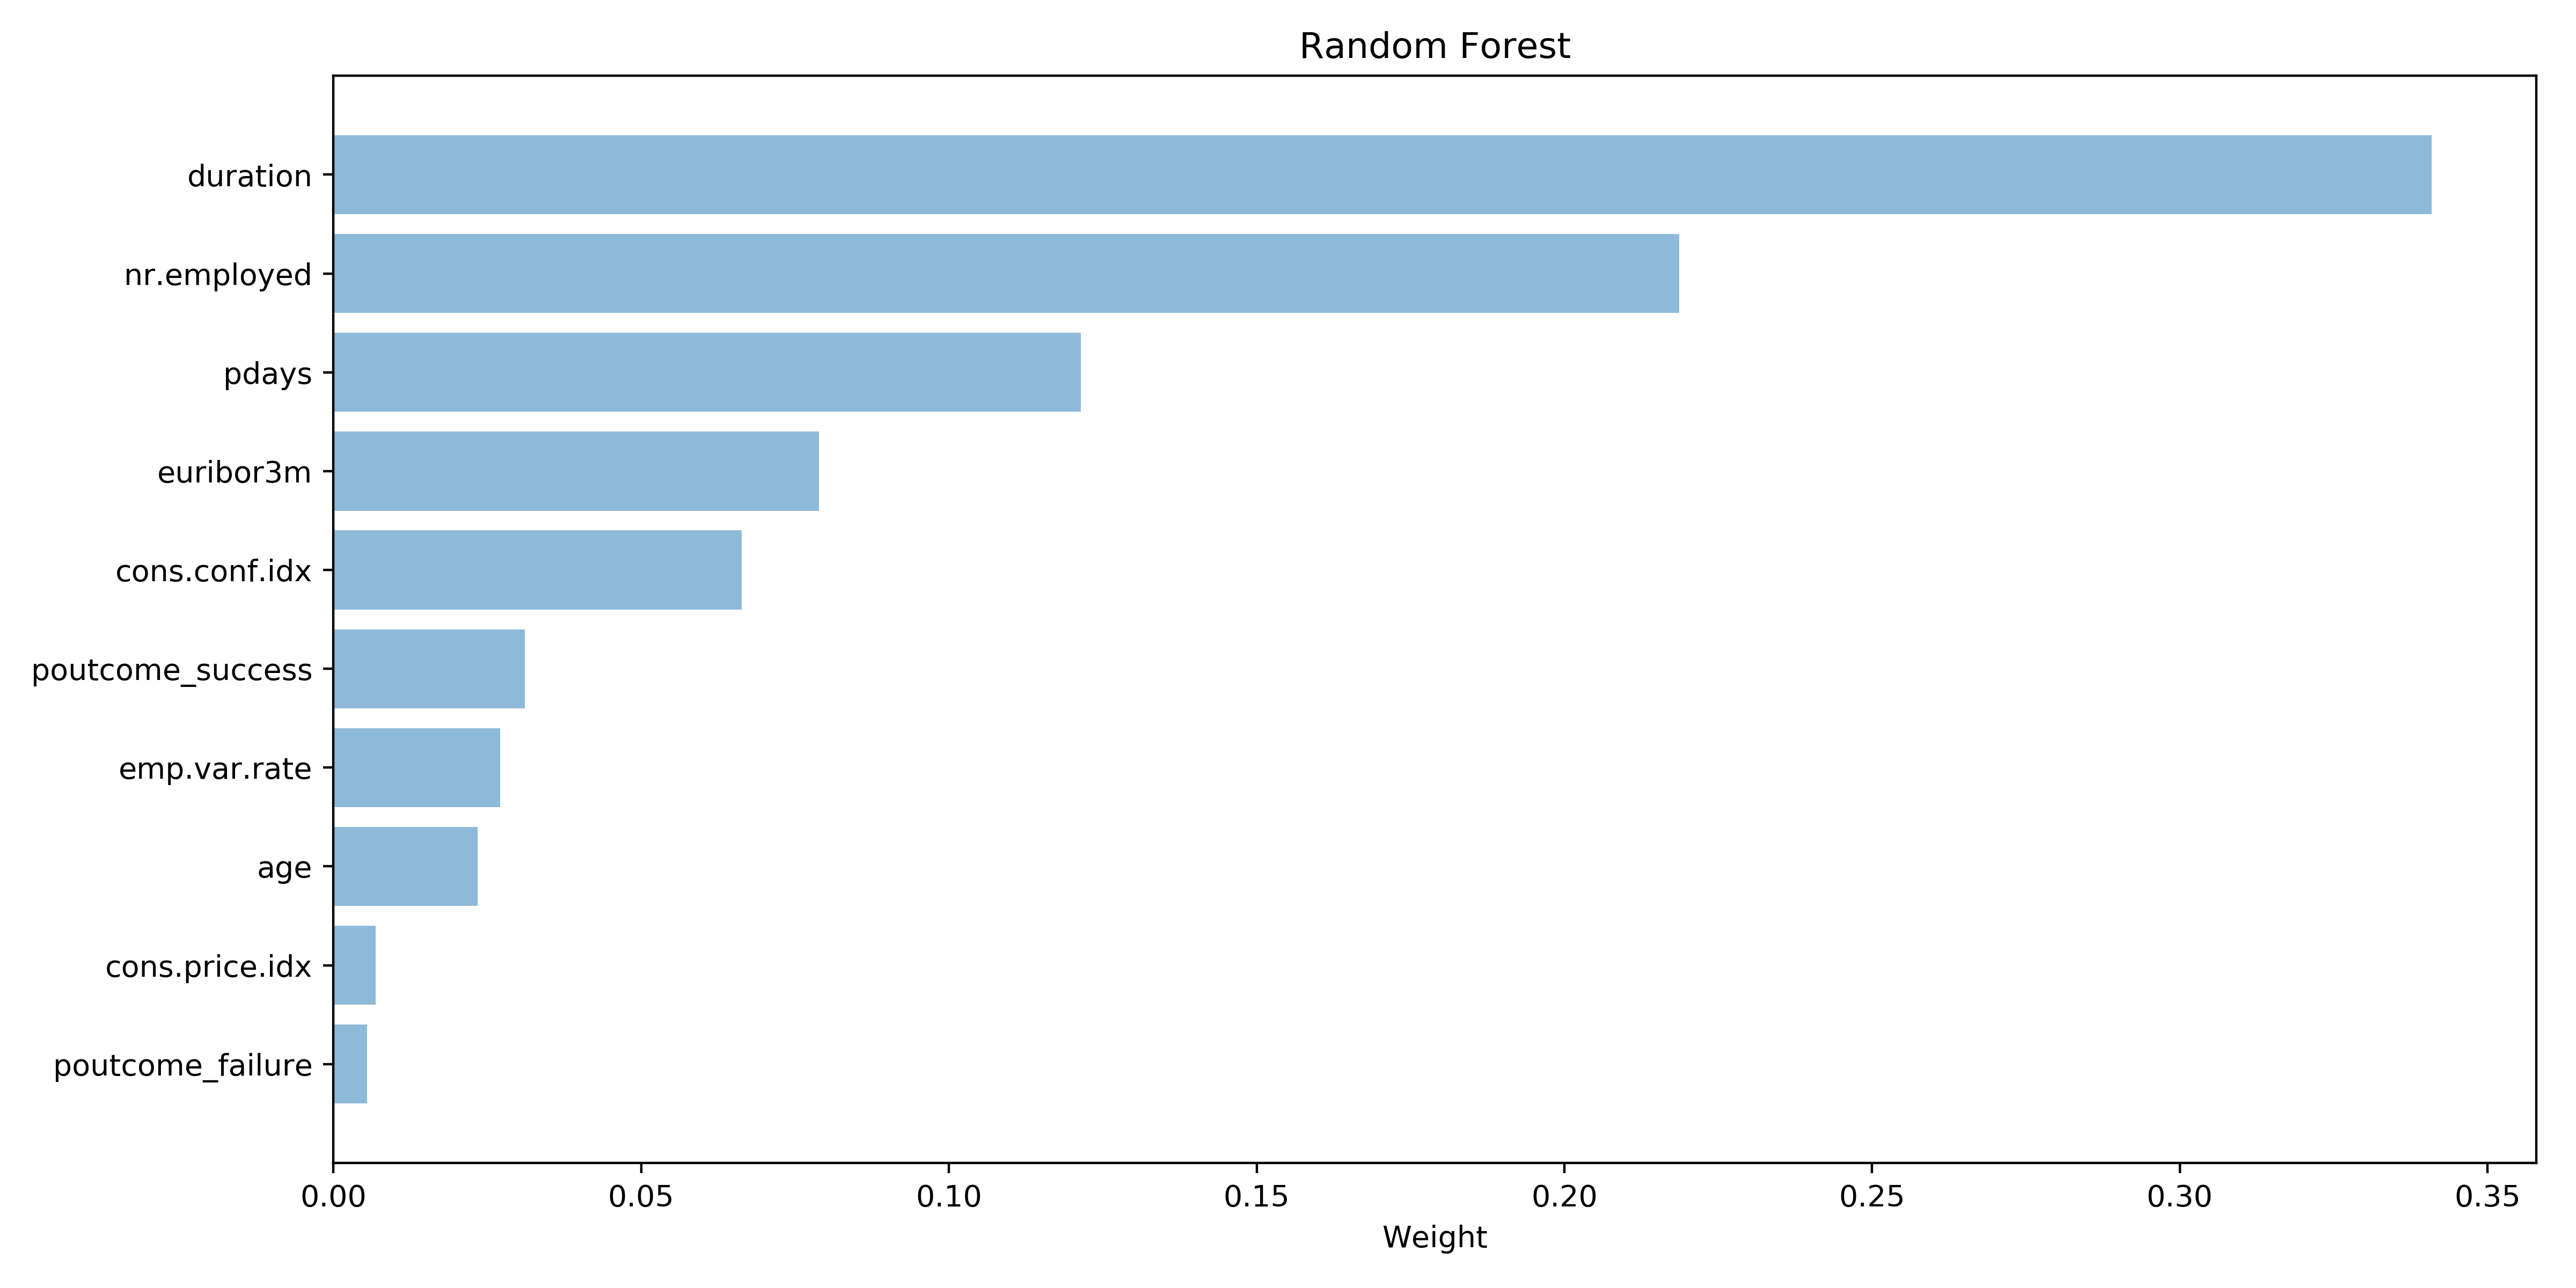 Random Forest
duration
nr.employed
pdays
euribor3m
cons.conf.idx
poutcome_success
emp.var.rate
age
cons.price.idx
poutcome_failure
0.00 0.05 0.10 0.15 0.20 0.25 0.30 0.35
Weight